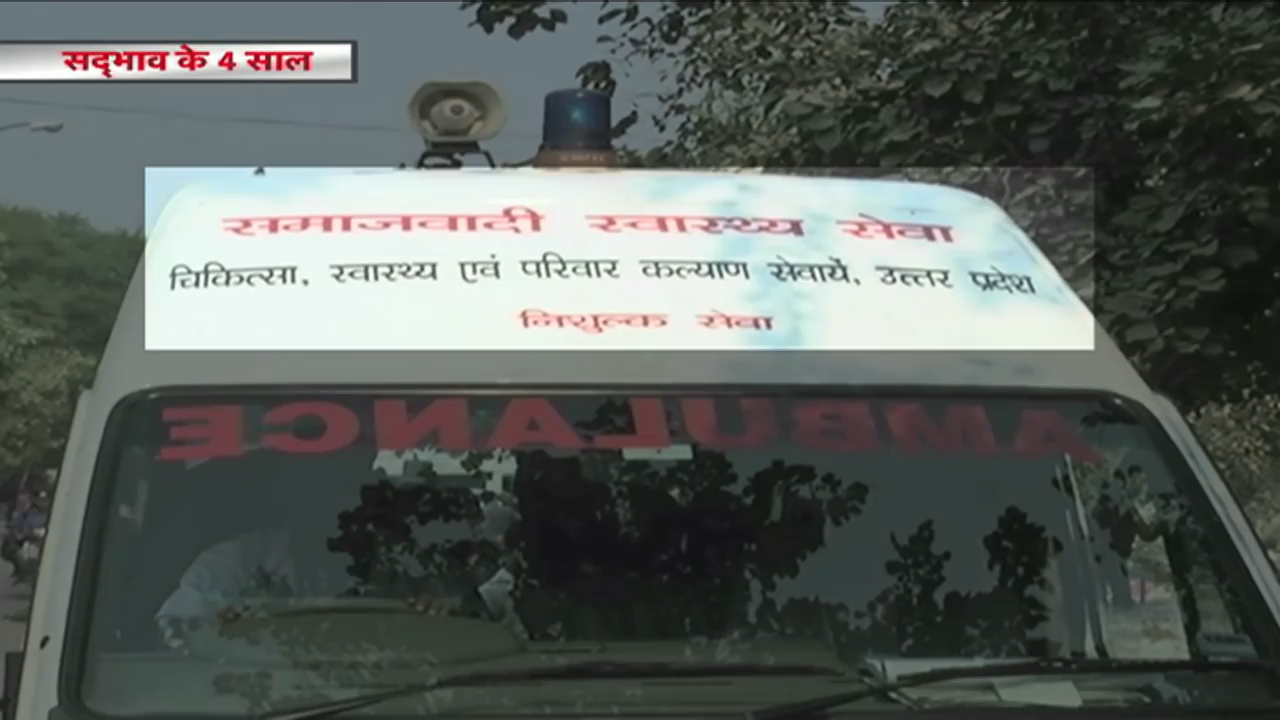 सद्भाव के 4 साल
समाजवादी स्वास्थ्य सेवा
चिकित्सा, स्वास्थ्य एवं परिवार कल्याण सेवायें, उत्तर प्रदेश
निशुल्क सेवा
AMBULANCE